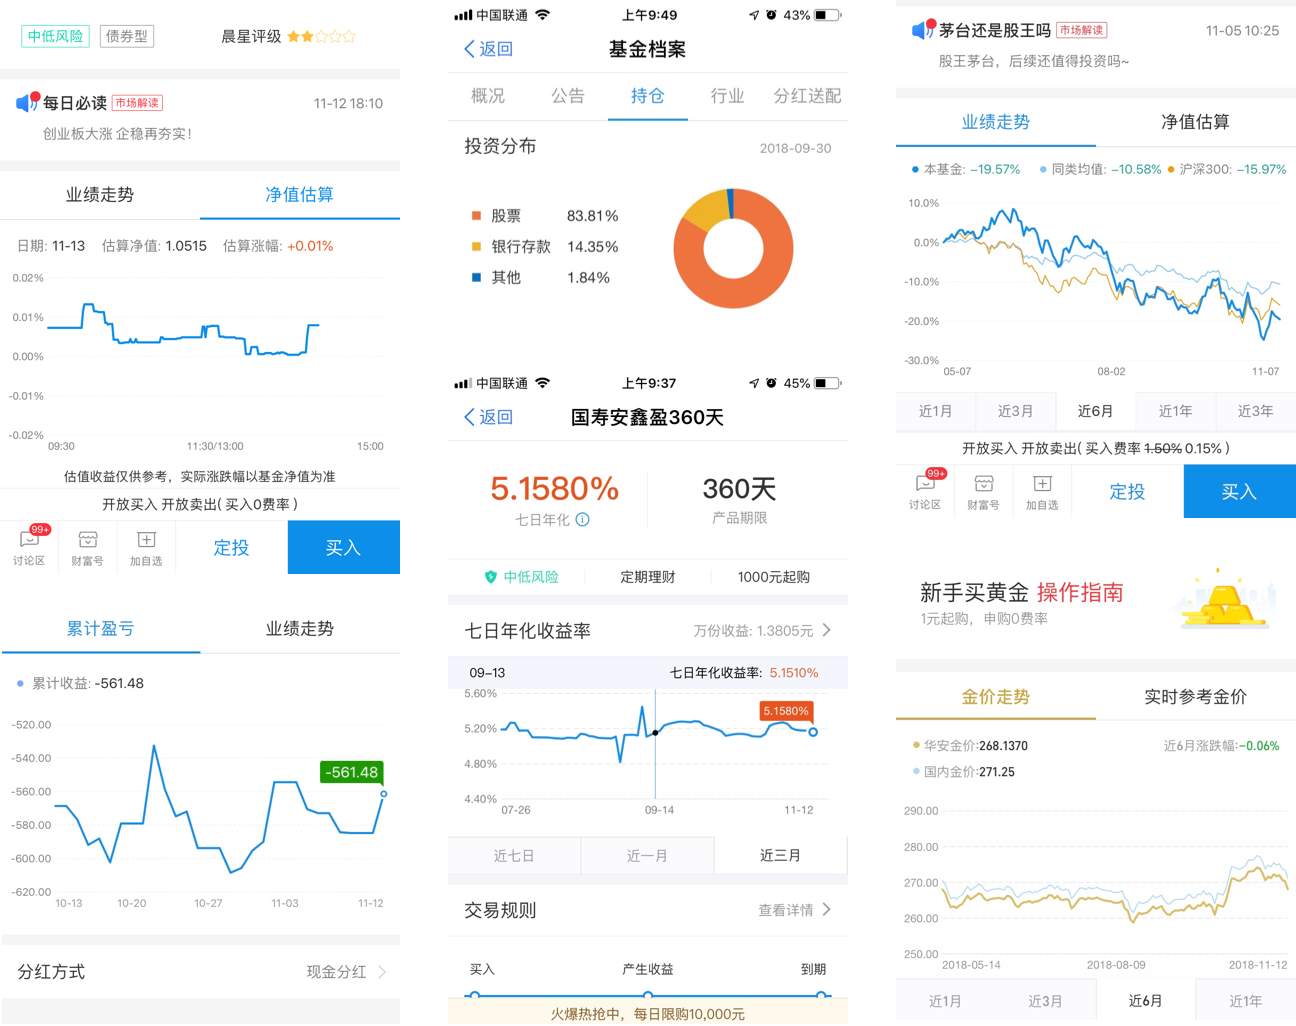 中低风险 债券型 晨星评级
每日必读 市场解读 11-12 18:10
创业板大涨 企稳再夯实！
业绩走势 净值估算
日期: 11-13 估算净值: 1.0515 估算涨幅: +0.01%
0.02%
0.01%
0.00%
-0.01%
-0.02%
09:30 11:30/13:00 15:00
估值收益仅供参考，实际涨跌幅以基金净值为准
开放买入 开放卖出( 买入0费率 )
99+
讨论区 财富号 加自选 定投 买入
累计盈亏 业绩走势
累计收益: -561.48
-520.00
-540.00
-561.48
-560.00
-580.00
-600.00
-620.00
10-13 10-20 10-27 11-03 11-12
分红方式 现金分红
中国联通 上午9:49 43%
返回 基金档案
概况 公告 持仓 行业 分红送配
投资分布 2018-09-30
股票 83.81%
银行存款 14.35%
其他 1.84%
中国联通 上午9:37 45%
返回 国寿安鑫盈360天
5.1580% 360天
七日年化 产品期限
中低风险 定期理财 1000元起购
七日年化收益率 万份收益: 1.3805元
09-13 七日年化收益率: 5.1510%
5.60%
5.1580%
5.20%
4.80%
4.40%
07-26 09-14 11-12
近七日 近一月 近三月
交易规则 查看详情
买入 产生收益 到期
火爆热抢中，每日限购10,000元
茅台还是股王吗 市场解读 11-05 10:25
股王茅台，后续还值得投资吗~
业绩走势 净值估算
本基金: -19.57% 同类均值: -10.58% 沪深300: -15.97%
10.0%
0.0%
-10.0%
-20.0%
-30.0%
05-07 08-02 11-07
近1月 近3月 近6月 近1年 近3年
开放买入 开放卖出( 买入费率 1.50% 0.15% )
99+
讨论区 财富号 加自选 定投 买入
新手买黄金 操作指南
1元起购，申购0费率
金价走势 实时参考金价
华安金价:268.1370 近6月涨跌幅:-0.06%
国内金价:271.25
290.00
280.00
270.00
260.00
250.00
2018-05-14 2018-08-09 2018-11-12
近1月 近3月 近6月 近1年